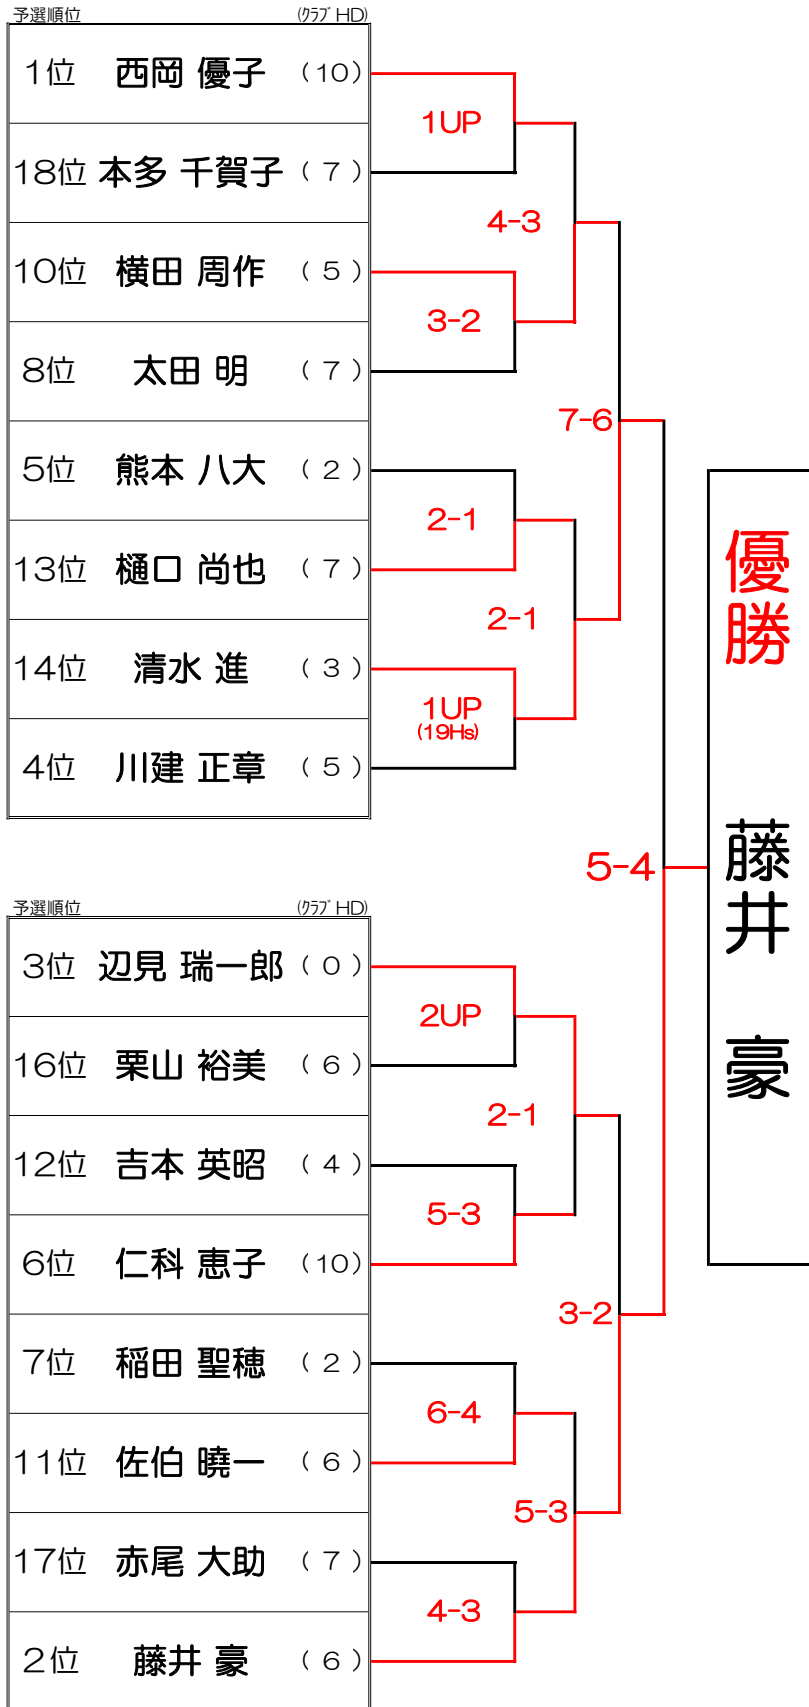 予選順位 (ｸﾗﾌﾞHD)
1位 西岡 優子 (10)
1UP
18位 本多 千賀子 (7)
4-3
10位 横田 周作 (5)
3-2
8位 太田 明 (7)
7-6
5位 熊本 八大 (2)
2-1
13位 樋口 尚也 (7)
2-1
14位 清水 進 (3)
1UP
(19Hs)
4位 川建 正章 (5)
5-4
優勝 藤井 豪
予選順位 (ｸﾗﾌﾞHD)
3位 辺見 瑞一郎 (0)
2UP
16位 栗山 裕美 (6)
2-1
12位 吉本 英昭 (4)
5-3
6位 仁科 恵子 (10)
3-2
7位 稲田 聖穂 (2)
6-4
11位 佐伯 曉一 (6)
5-3
17位 赤尾 大助 (7)
4-3
2位 藤井 豪 (6)